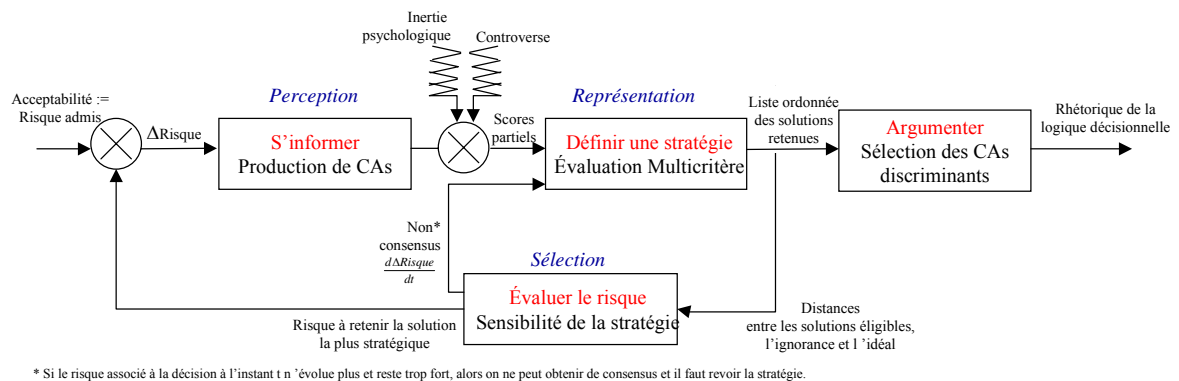 Inertie
psychologique
Controverse
Perception
Représentation
Acceptabilité :=
Risque admis
ΔRisque
S'informer
Production de CAs
Scores
partiels
Définir une stratégie
Évaluation Multicritère
Liste ordonnée
des solutions
retenues
Argumenter
Sélection des CAs
discriminants
Rhétorique de la
logique décisionnelle
Non*
consensus
dΔRisque
dt
Sélection
Évaluer le risque
Sensibilité de la stratégie
Risque à retenir la solution
la plus stratégique
Distances
entre les solutions éligibles,
l'ignorance et l 'idéal
* Si le risque associé à la décision à l'instant t n 'évolue plus et reste trop fort, alors on ne peut obtenir de consensus et il faut revoir la stratégie.